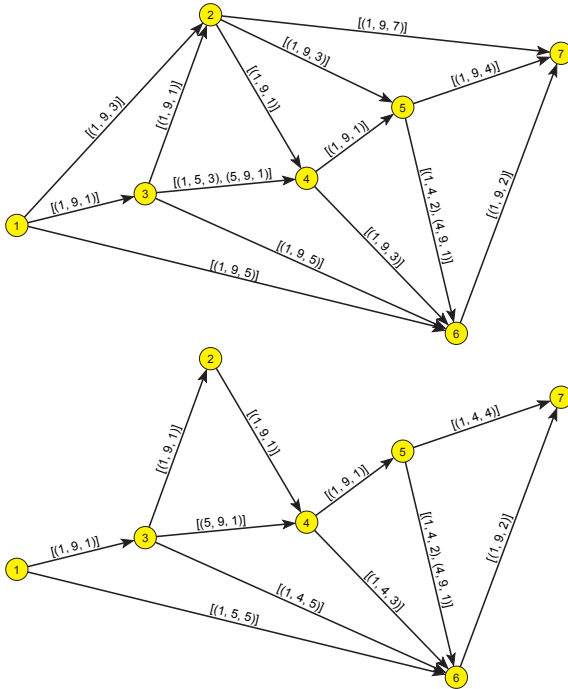 2
[(1, 9, 7)]
7
[(1, 9, 3)]
[(1, 9, 4)]
[(1, 9, 3)]
[(1, 9, 1)]
[(1, 9, 1)]
5
[(1, 9, 1)]
[(1, 5, 3), (5, 9, 1)]
4
[(1, 4, 2), (4, 9, 1)]
[(1, 9, 2)]
[(1, 9, 1)]
3
1
[(1, 9, 5)]
[(1, 9, 3)]
[(1, 9, 5)]
6
2
7
[(1, 9, 1)]
[(1, 9, 1)]
[(1, 4, 4)]
5
[(1, 9, 1)]
[(5, 9, 1)]
4
[(1, 4, 2), (4, 9, 1)]
[(1, 9, 2)]
[(1, 9, 1)]
3
1
[(1, 4, 5)]
[(1, 4, 3)]
[(1, 5, 5)]
6